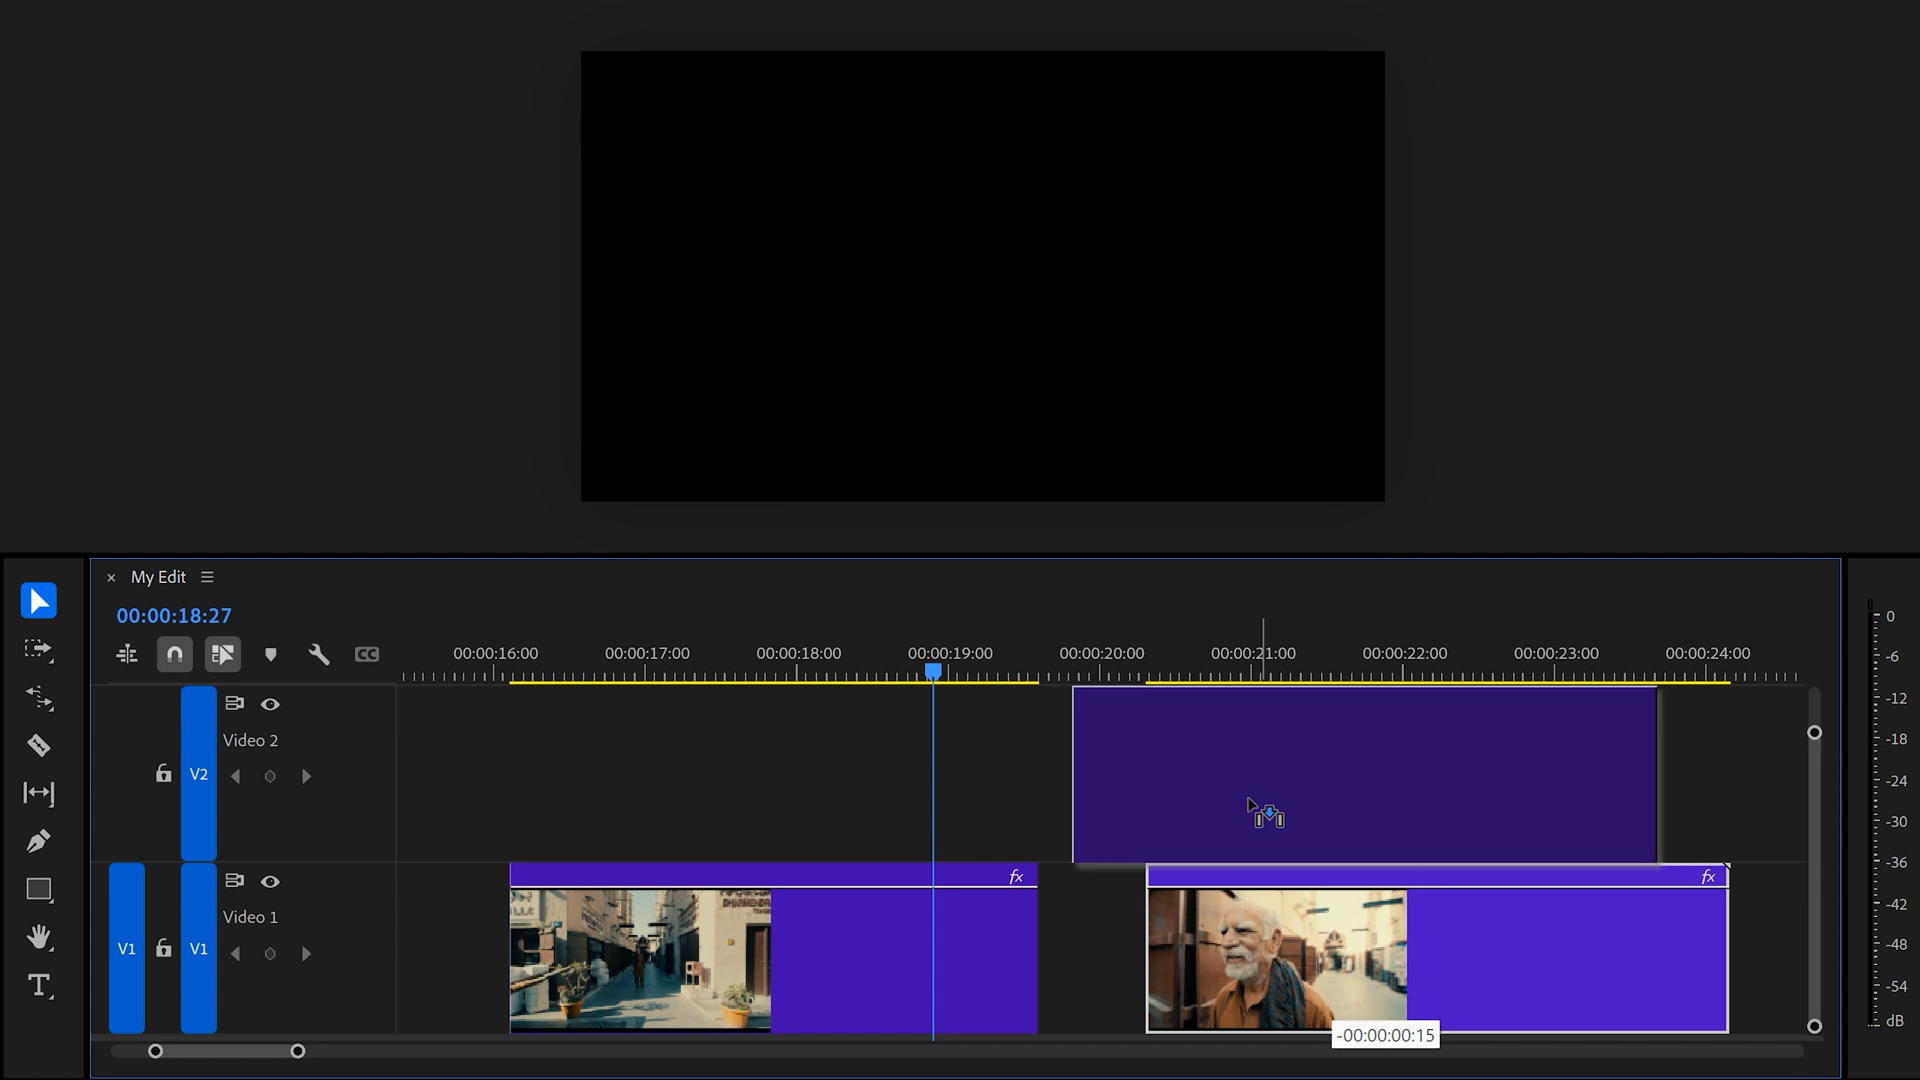 My Edit
00:00:18:27
CC
00:00:16:00 00:00:17:00 00:00:18:00 00:00:19:00 00:00:20:00 00:00:21:00 00:00:22:00 00:00:23:00 00:00:24:00
V2
Video 2
V1
V1
Video 1
fx
fx
-00:00:00:15
T
0
-6
-12
-18
-24
-30
-36
-42
-48
-54
dB